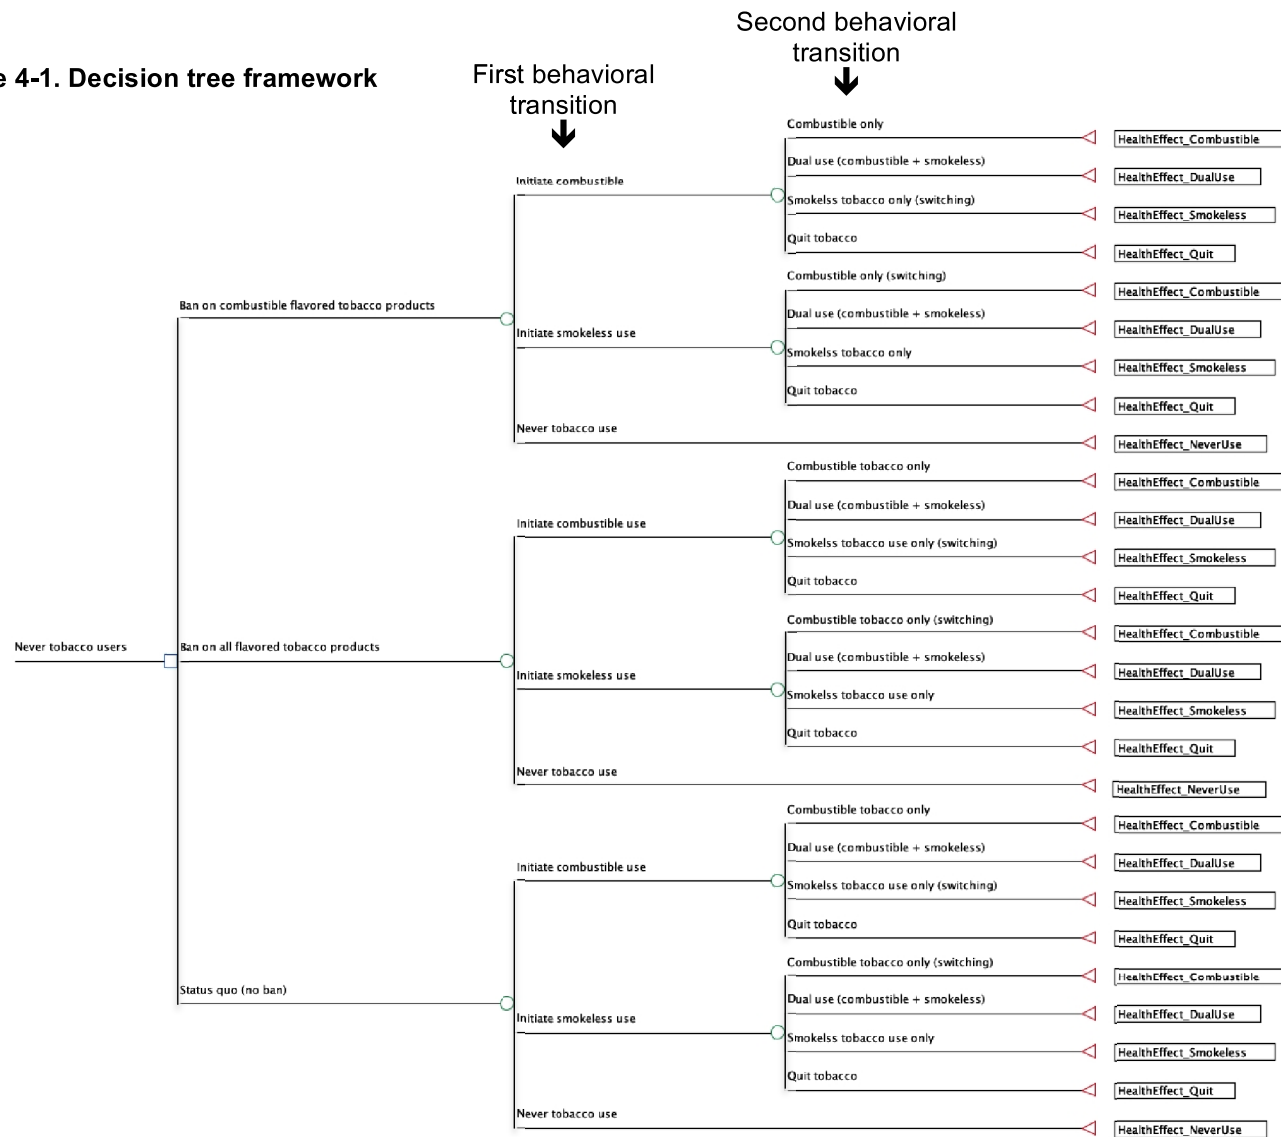 Second behavioral
transition
e 4-1. Decision tree framework
First behavioral
transition
Combustible only
HealthEffect_Combustible
Dual use (combustible + smokeless)
HealthEffect_DualUse
Initiate combustible
Smokelss tobacco only (switching)
HealthEffect_Smokeless
Quit tobacco
HealthEffect_Quit
Combustible only (switching)
HealthEffect_Combustible
Ban on combustible flavored tobacco products
Dual use (combustible + smokeless)
HealthEffect_DualUse
Initiate smokeless use
Smokelss tobacco only
HealthEffect_Smokeless
Quit tobacco
HealthEffect_Quit
Never tobacco use
HealthEffect_NeverUse
Combustible tobacco only
HealthEffect_Combustible
Dual use (combustible + smokeless)
HealthEffect_DualUse
Initiate combustible use
Smokelss tobacco use only (switching)
HealthEffect_Smokeless
Quit tobacco
HealthEffect_Quit
Combustible tobacco only (switching)
HealthEffect_Combustible
Never tobacco users
Ban on all flavored tobacco products
Dual use (combustible + smokeless)
HealthEffect_DualUse
Initiate smokeless use
Smokelss tobacco use only
HealthEffect_Smokeless
Quit tobacco
HealthEffect_Quit
Never tobacco use
HealthEffect_NeverUse
Combustible tobacco only
HealthEffect_Combustible
Dual use (combustible + smokeless)
HealthEffect_DualUse
Initiate combustible use
Smokelss tobacco use only (switching)
HealthEffect_Smokeless
Quit tobacco
HealthEffect_Quit
Combustible tobacco only (switching)
HealthEffect_Combustible
Status quo (no ban)
Dual use (combustible + smokeless)
HealthEffect_DualUse
Initiate smokeless use
Smokelss tobacco use only
HealthEffect_Smokeless
Quit tobacco
HealthEffect_Quit
Never tobacco use
HealthEffect_NeverUse